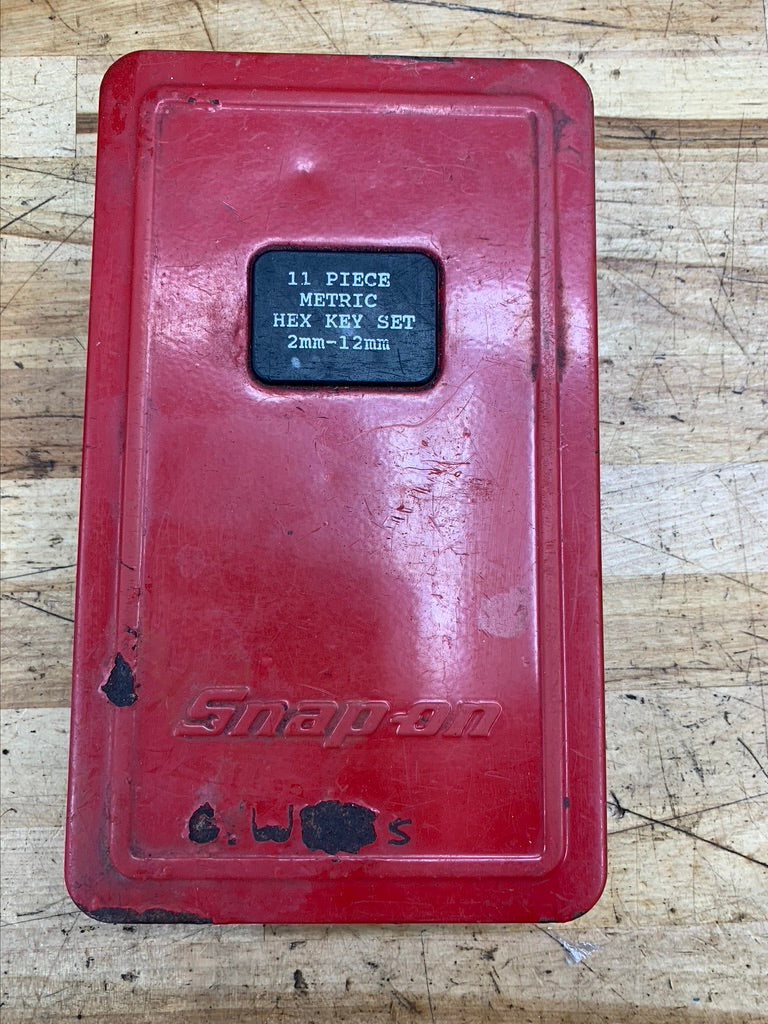 11 PIECE
METRIC
HEX KEY SET
2mm-12mm
Snap-on